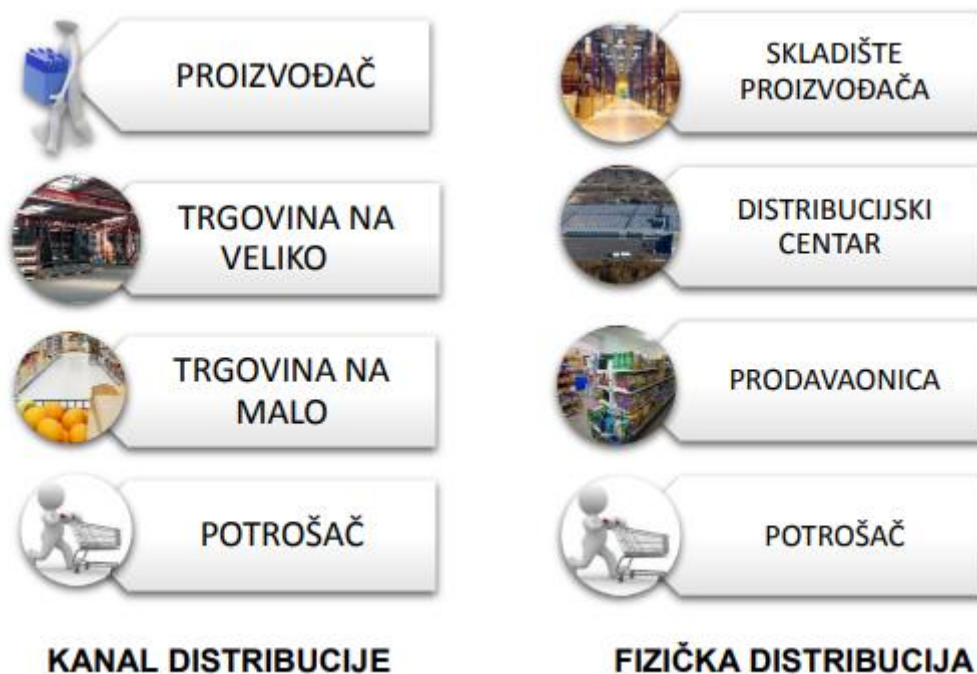 PROIZVOĐAČ
TRGOVINA NA
VELIKO
TRGOVINA NA
MALO
POTROŠAČ
KANAL DISTRIBUCIJE
SKLADIŠTE
PROIZVOĐAČA
DISTRIBUCIJSKI
CENTAR
PRODAVAONICA
POTROŠAČ
FIZIČKA DISTRIBUCIJA